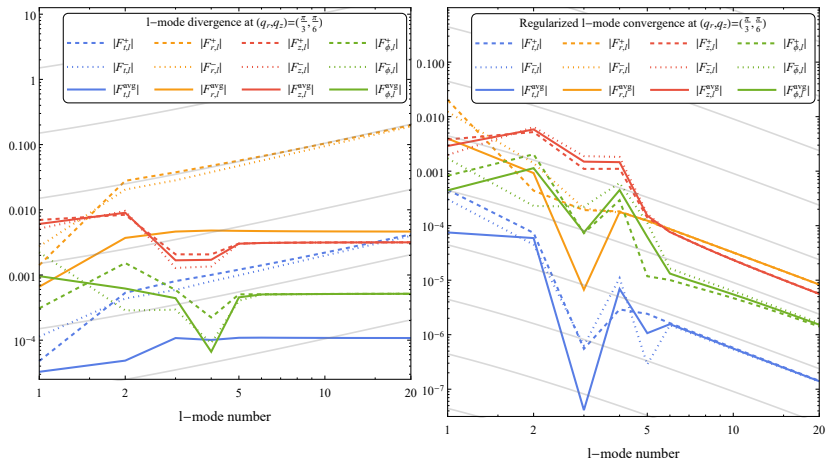 l−mode divergence at (q_r,q_z)=(π/3,π/6)
|F⁺_{t,l}| |F⁺_{r,l}| |F⁺_{z,l}| |F⁺_{ϕ,l}|
|F⁻_{t,l}| |F⁻_{r,l}| |F⁻_{z,l}| |F⁻_{ϕ,l}|
|F^{avg}_{t,l}| |F^{avg}_{r,l}| |F^{avg}_{z,l}| |F^{avg}_{ϕ,l}|
10
1
0.100
0.010
0.001
10⁻⁴
1 2 5 10 20
l−mode number
Regularized l−mode convergence at (q_r,q_z)=(π/3,π/6)
|F⁺_{t,l}| |F⁺_{r,l}| |F⁺_{z,l}| |F⁺_{ϕ,l}|
|F⁻_{t,l}| |F⁻_{r,l}| |F⁻_{z,l}| |F⁻_{ϕ,l}|
|F^{avg}_{t,l}| |F^{avg}_{r,l}| |F^{avg}_{z,l}| |F^{avg}_{ϕ,l}|
0.100
0.010
0.001
10⁻⁴
10⁻⁵
10⁻⁶
10⁻⁷
1 2 5 10 20
l−mode number